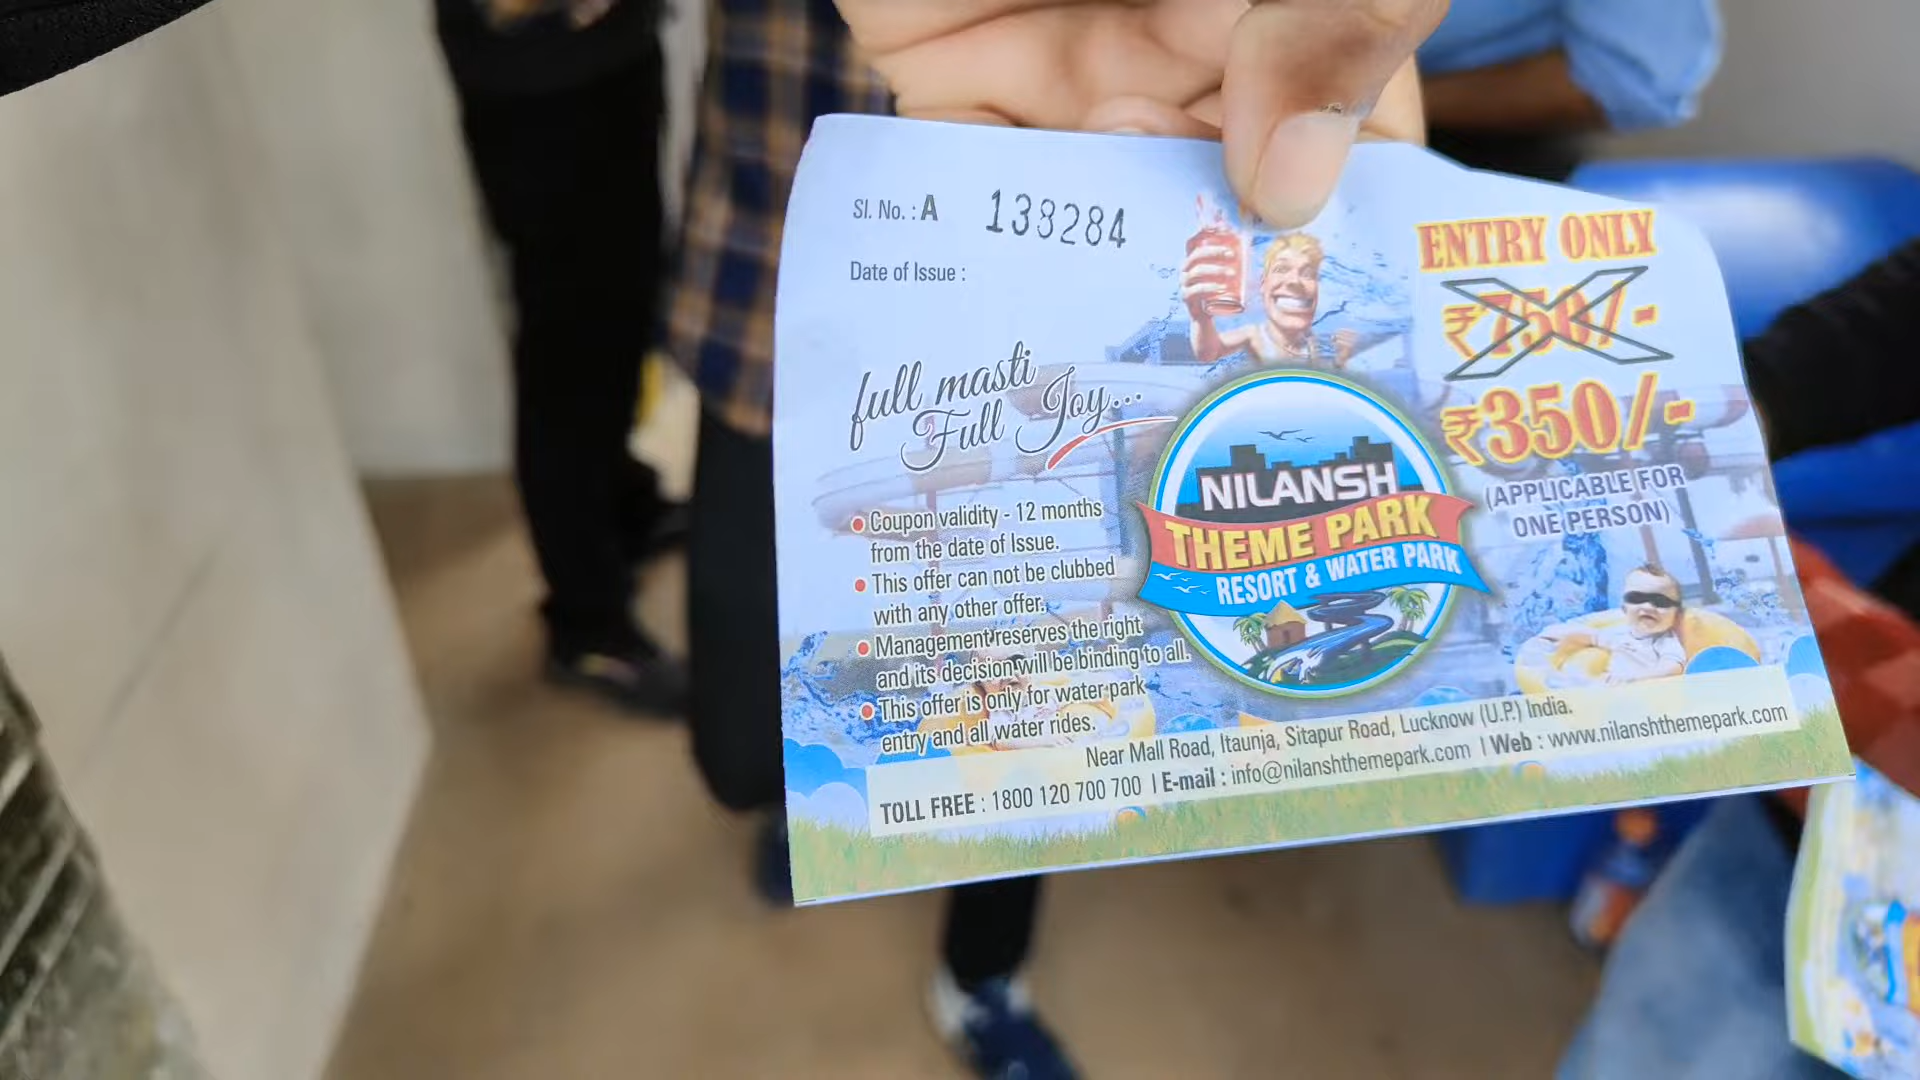 Sl. No. : A 138284
Date of Issue :
full masti
Full Joy...
• Coupon validity - 12 months
from the date of Issue.
• This offer can not be clubbed
with any other offer.
• Management reserves the right
and its decision will be binding to all.
• This offer is only for water park
entry and all water rides.
NILANSH
THEME PARK
RESORT & WATER PARK
ENTRY ONLY
₹750/-
₹350/-
(APPLICABLE FOR
ONE PERSON)
Near Mall Road, Itaunja, Sitapur Road, Lucknow (U.P.) India.
TOLL FREE : 1800 120 700 700 | E-mail : info@nilanshthemepark.com | Web : www.nilanshthemepark.com